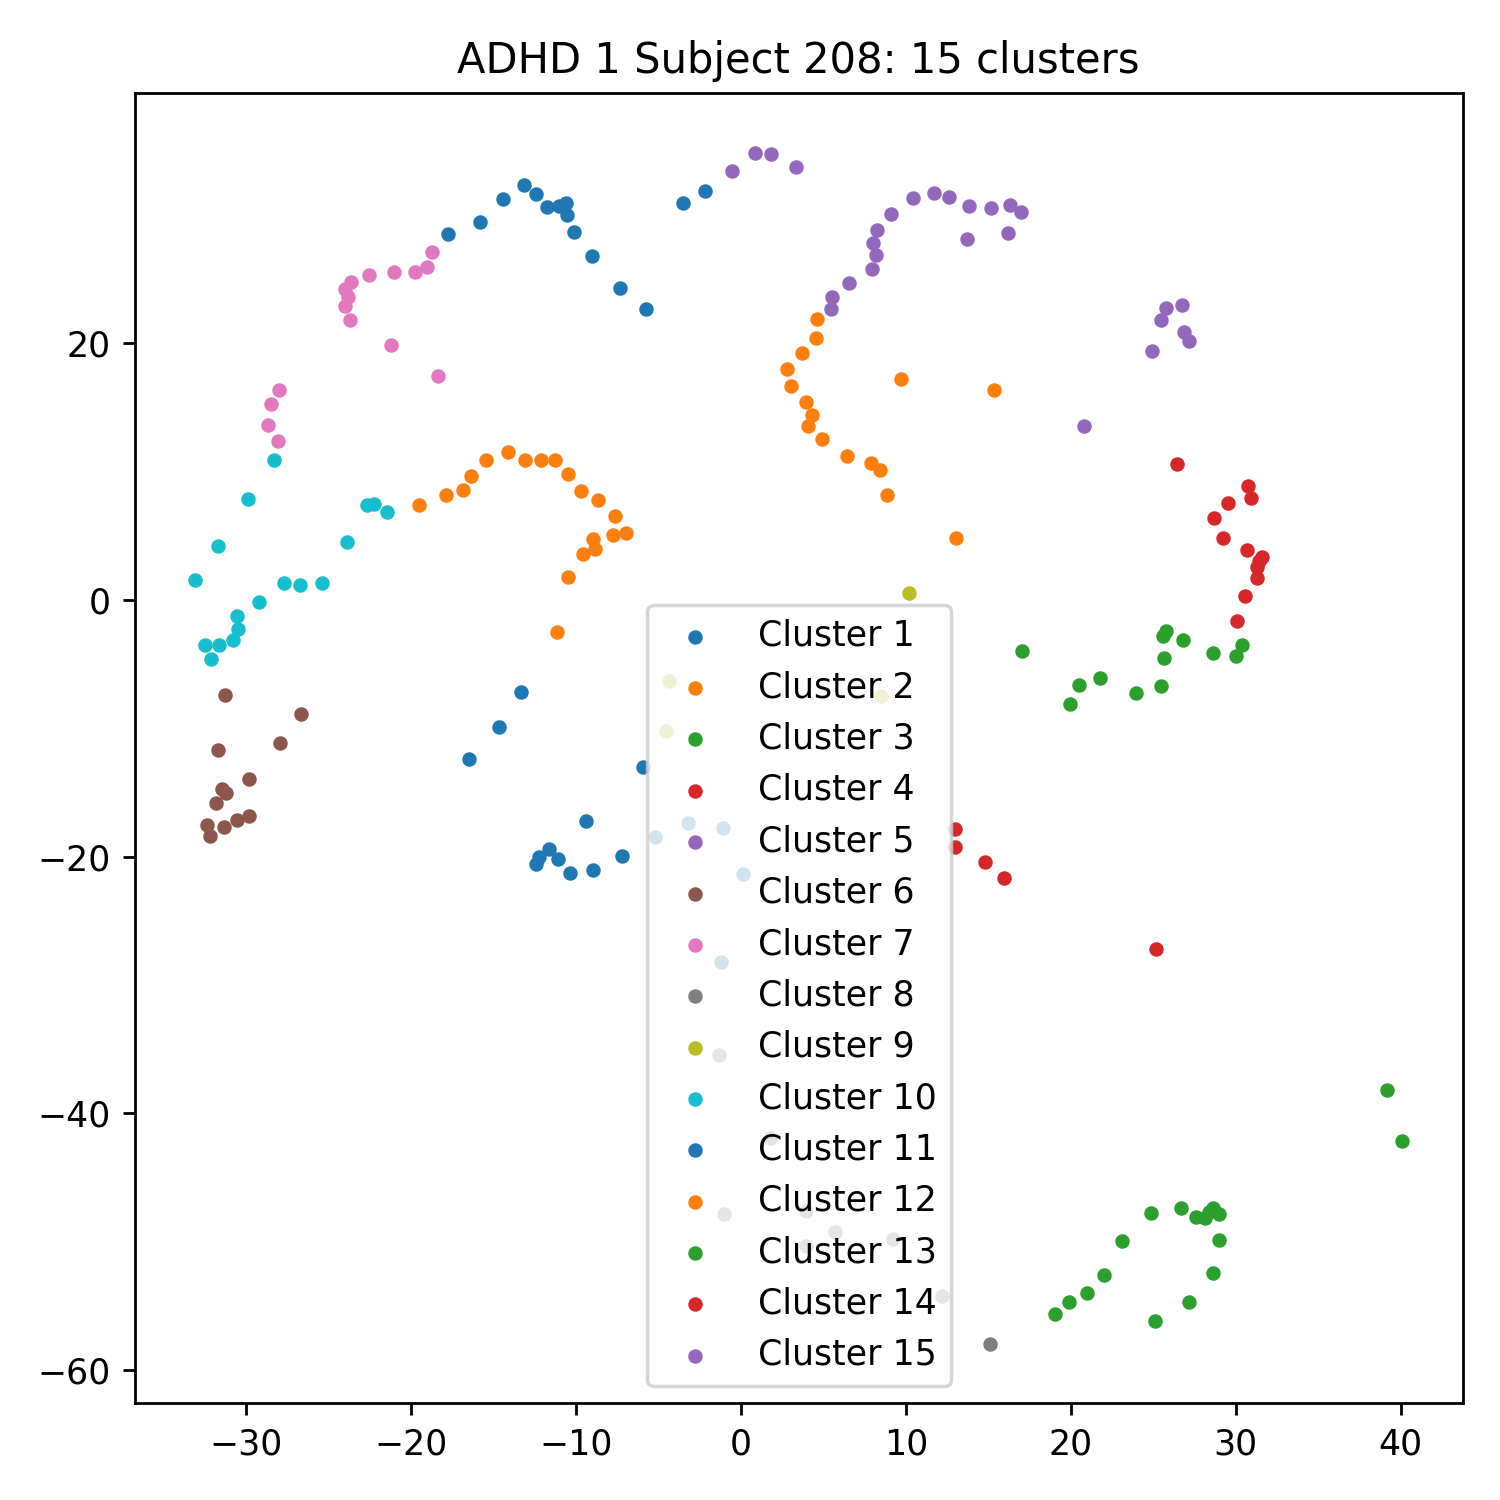 ADHD 1 Subject 208: 15 clusters
20
0
−20
−40
−60
Cluster 1
Cluster 2
Cluster 3
Cluster 4
Cluster 5
Cluster 6
Cluster 7
Cluster 8
Cluster 9
Cluster 10
Cluster 11
Cluster 12
Cluster 13
Cluster 14
Cluster 15
−30 −20 −10 0 10 20 30 40